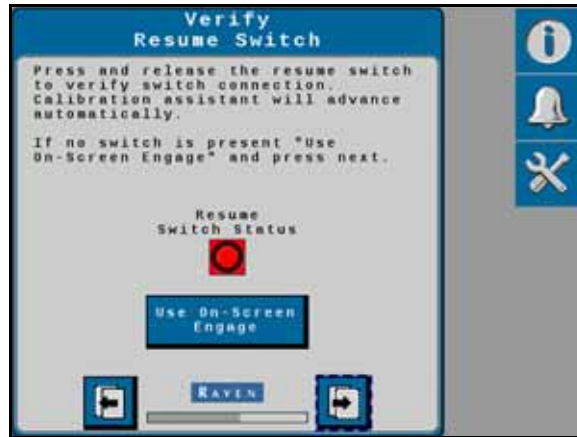 Verify
Resume Switch
Press and release the resume switch
to verify switch connection.
Calibration assistant will advance
automatically.
If no switch is present "Use
On-Screen Engage" and press next.
Resume
Switch Status
Use On-Screen
Engage
RAVEN